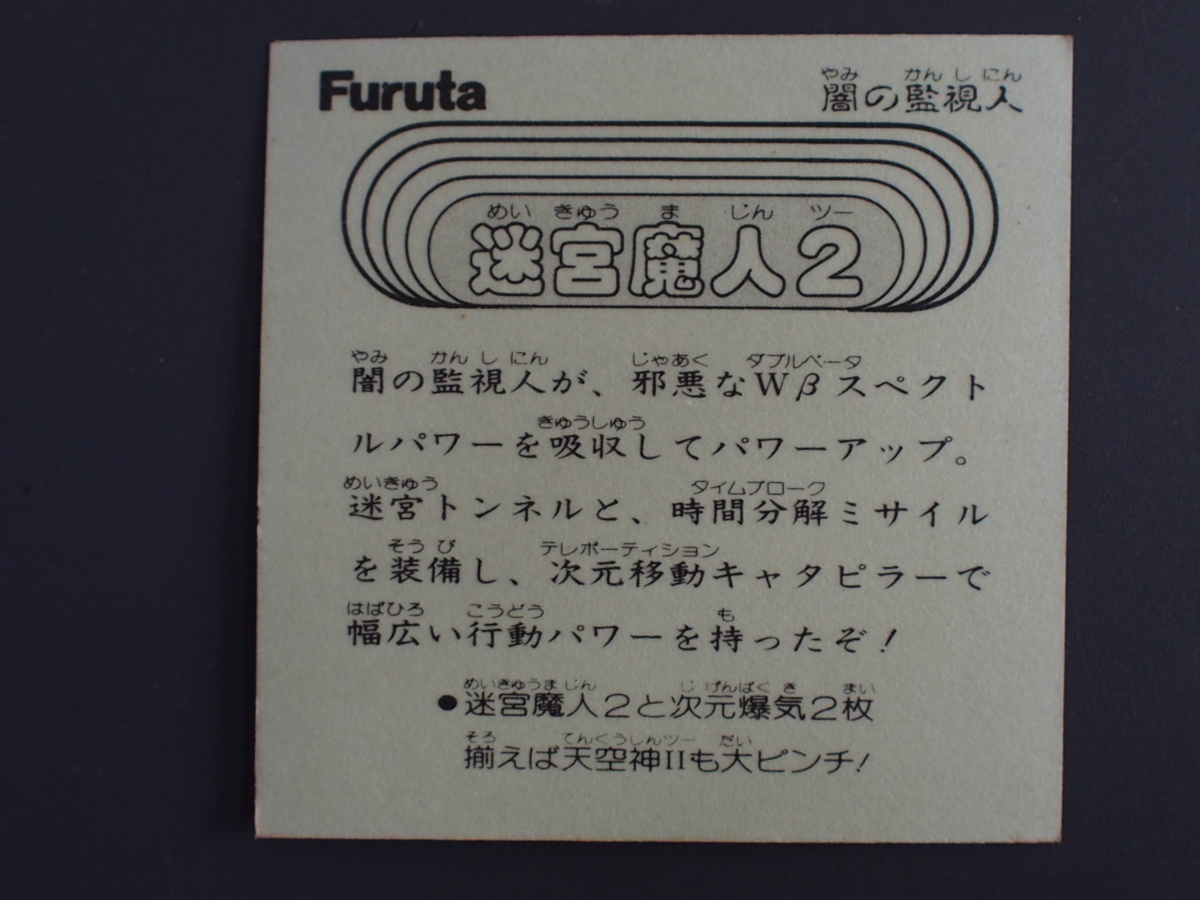 Furuta
やみ かん し にん
闇の監視人
めい きゅう ま じん ツー
迷宮魔人2
やみ かん し にん じゃあく ダブルベータ
闇の監視人が、邪悪なWβスペクト
きゅうしゅう
ルパワーを吸収してパワーアップ。
めいきゅう タイムブローク
迷宮トンネルと、時間分解ミサイル
そう び テレポーティション
を装備し、次元移動キャタピラーで
はばひろ こうどう も
幅広い行動パワーを持ったぞ!
めいきゅうま じん じ げんばく き まい
●迷宮魔人2と次元爆気2枚
そろ てんくうしんツー だい
揃えば天空神IIも大ピンチ!